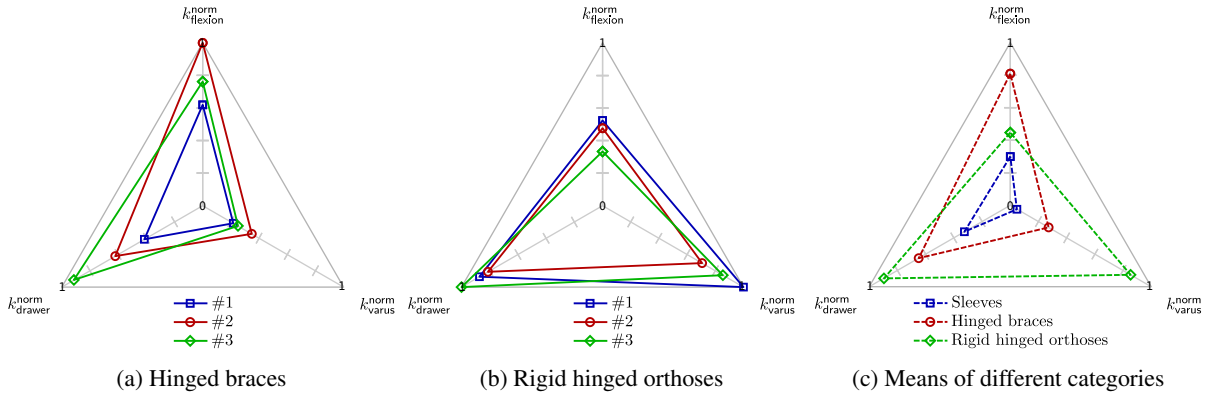 k^norm_flexion
1
0
1
1
k^norm_drawer
k^norm_varus
#1
#2
#3
(a) Hinged braces
k^norm_flexion
1
0
1
1
k^norm_drawer
k^norm_varus
#1
#2
#3
(b) Rigid hinged orthoses
k^norm_flexion
1
0
1
1
k^norm_drawer
k^norm_varus
Sleeves
Hinged braces
Rigid hinged orthoses
(c) Means of different categories